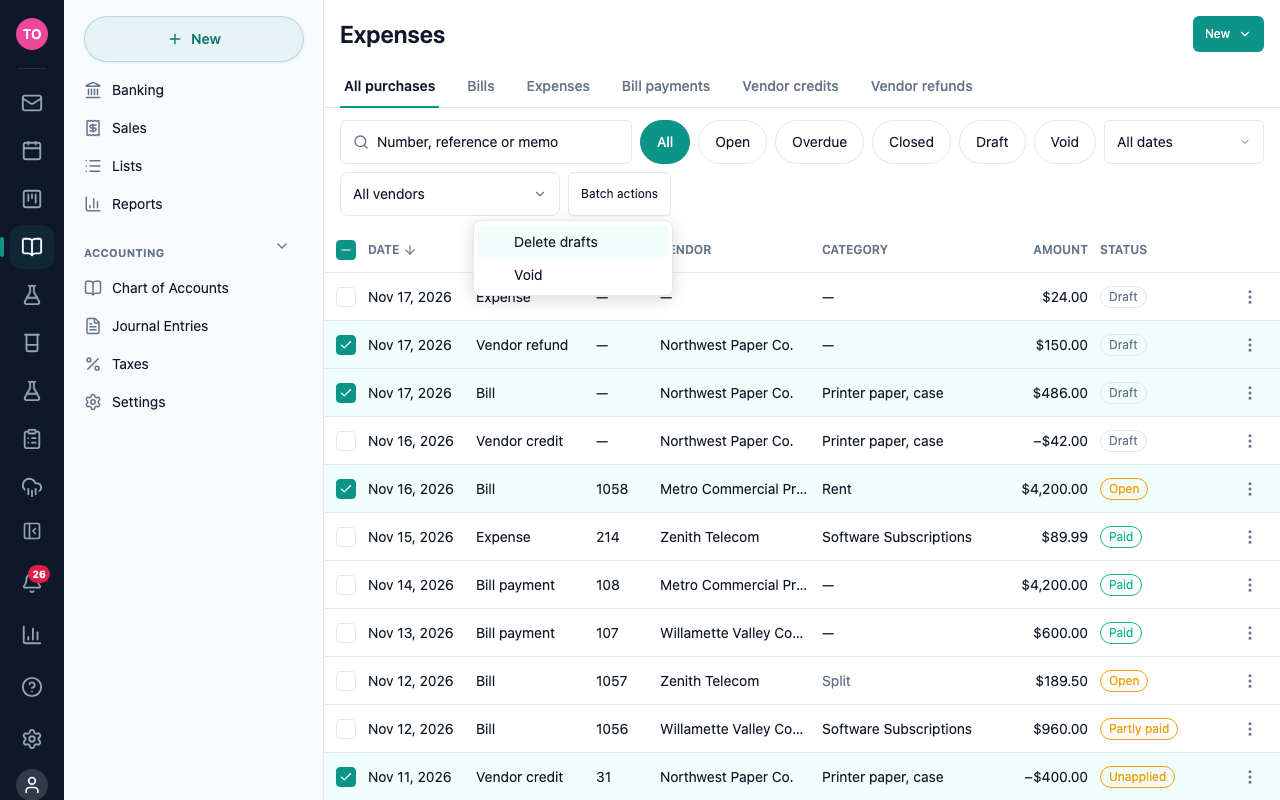 TO
New
Banking
Sales
Lists
Reports
ACCOUNTING
Chart of Accounts
Journal Entries
Taxes
Settings
26
Expenses
New
All purchases Bills Expenses Bill payments Vendor credits Vendor refunds
Number, reference or memo All Open Overdue Closed Draft Void All dates
All vendors Batch actions
Delete drafts
Void
DATE CATEGORY AMOUNT STATUS
Nov 17, 2026 Expense — — — $24.00 Draft
Nov 17, 2026 Vendor refund — Northwest Paper Co. — $150.00 Draft
Nov 17, 2026 Bill — Northwest Paper Co. Printer paper, case $486.00 Draft
Nov 16, 2026 Vendor credit — Northwest Paper Co. Printer paper, case –$42.00 Draft
Nov 16, 2026 Bill 1058 Metro Commercial Pr... Rent $4,200.00 Open
Nov 15, 2026 Expense 214 Zenith Telecom Software Subscriptions $89.99 Paid
Nov 14, 2026 Bill payment 108 Metro Commercial Pr... — $4,200.00 Paid
Nov 13, 2026 Bill payment 107 Willamette Valley Co... — $600.00 Paid
Nov 12, 2026 Bill 1057 Zenith Telecom Split $189.50 Open
Nov 12, 2026 Bill 1056 Willamette Valley Co... Software Subscriptions $960.00 Partly paid
Nov 11, 2026 Vendor credit 31 Northwest Paper Co. Printer paper, case –$400.00 Unapplied